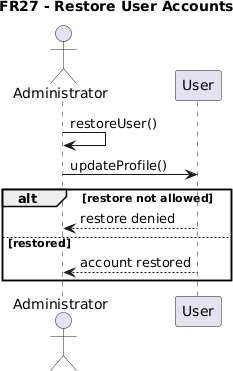 FR27 - Restore User Accounts
Administrator
User
restoreUser()
updateProfile()
alt
[restore not allowed]
restore denied
[restored]
account restored
Administrator
User